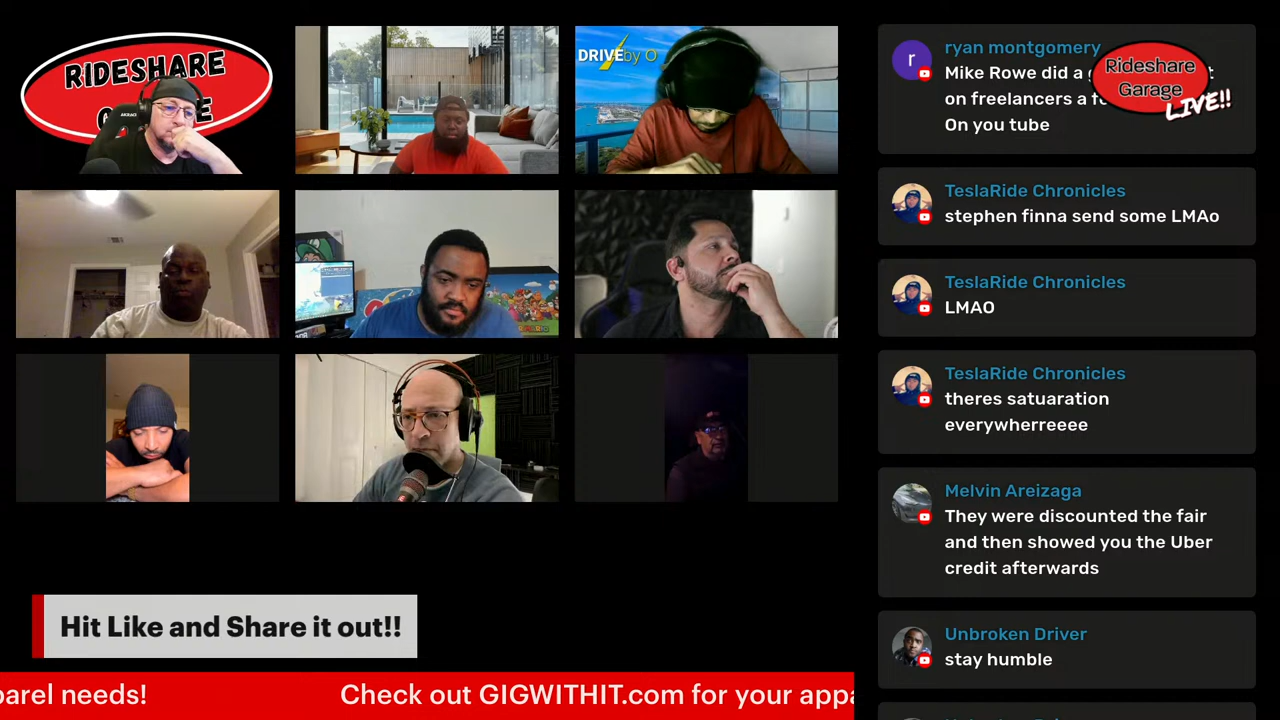 RIDESHARE
GARAGE
AKRACING
DRIVE by O
ryan montgomery
Mike Rowe did a
on freelancers a
On you tube
Rideshare
Garage
LIVE!!
TeslaRide Chronicles
stephen finna send some LMAo
TeslaRide Chronicles
LMAO
TeslaRide Chronicles
theres satuaration
everywherreeee
Melvin Areizaga
They were discounted the fair
and then showed you the Uber
credit afterwards
Unbroken Driver
stay humble
Hit Like and Share it out!!
parel needs!
Check out GIGWITHIT.com for your appa